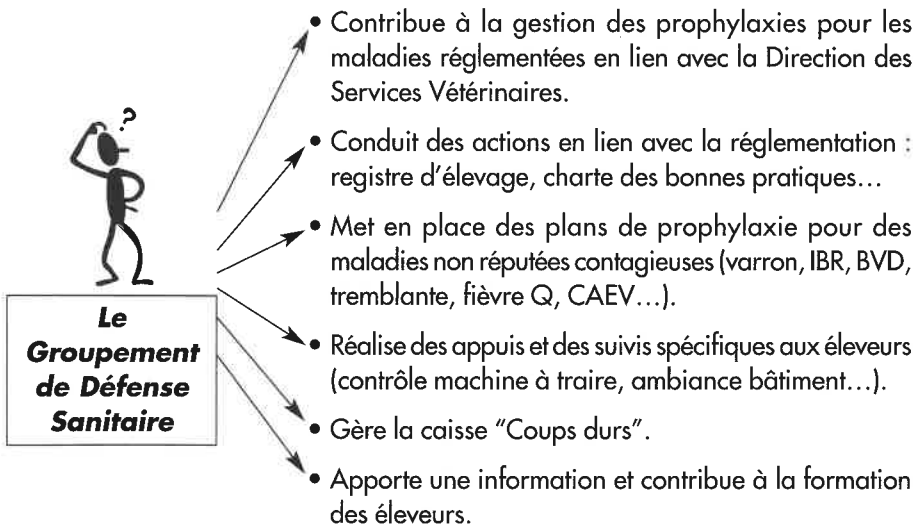 • Contribue à la gestion des prophylaxies pour les
maladies réglementées en lien avec la Direction des
Services Vétérinaires.
?
• Conduit des actions en lien avec la réglementation :
registre d'élevage, charte des bonnes pratiques...
• Met en place des plans de prophylaxie pour des
maladies non réputées contagieuses (varron, IBR, BVD,
tremblante, fièvre Q, CAEV...).
Le
Groupement
de Défense
Sanitaire
• Réalise des appuis et des suivis spécifiques aux éleveurs
(contrôle machine à traire, ambiance bâtiment...).
• Gère la caisse "Coups durs".
• Apporte une information et contribue à la formation
des éleveurs.